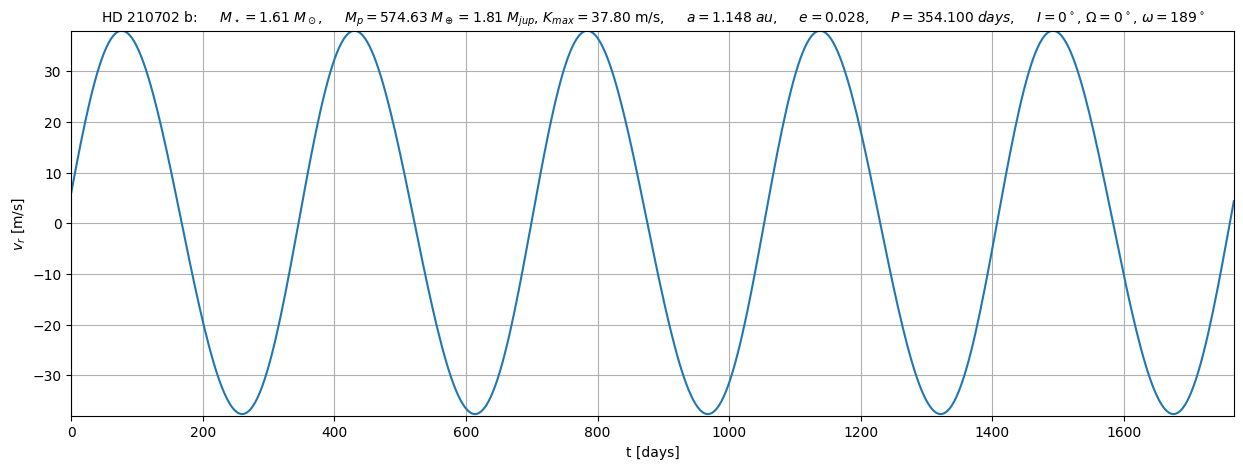 HD 210702 b: M⋆ = 1.61 M⊙, Mp = 574.63 M⊕ = 1.81 Mjup, Kmax = 37.80 m/s, a = 1.148 au, e = 0.028, P = 354.100 days, I = 0°, Ω = 0°, ω = 189°
30
20
10
0
−10
−20
−30
vr [m/s]
0 200 400 600 800 1000 1200 1400 1600
t [days]